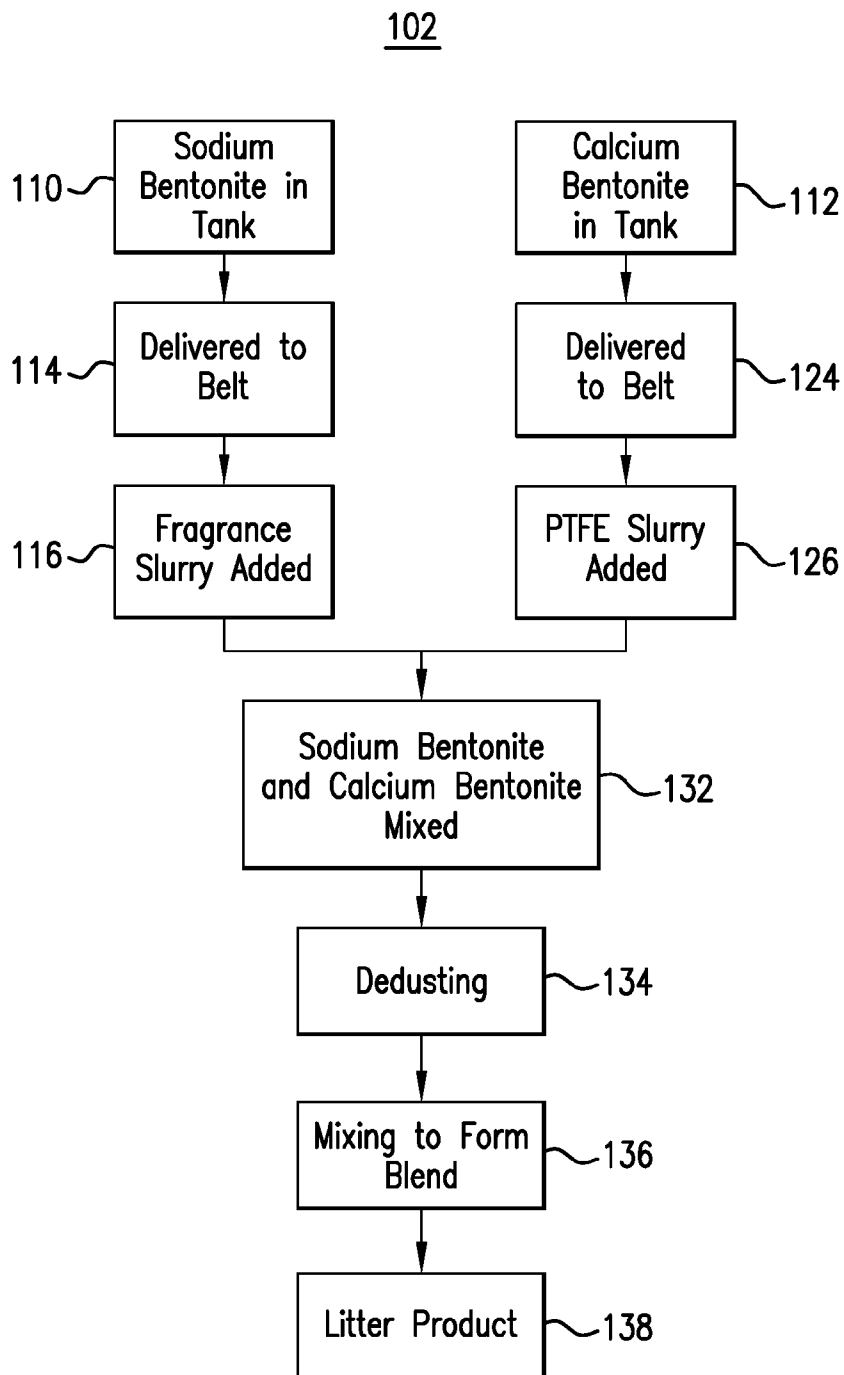 102
Sodium
Bentonite in
Tank
110
Calcium
Bentonite
in Tank
112
Delivered to
Belt
114
Delivered
to Belt
124
Fragrance
Slurry Added
116
PTFE Slurry
Added
126
Sodium Bentonite
and Calcium Bentonite
Mixed
132
Dedusting
134
Mixing to Form
Blend
136
Litter Product
138